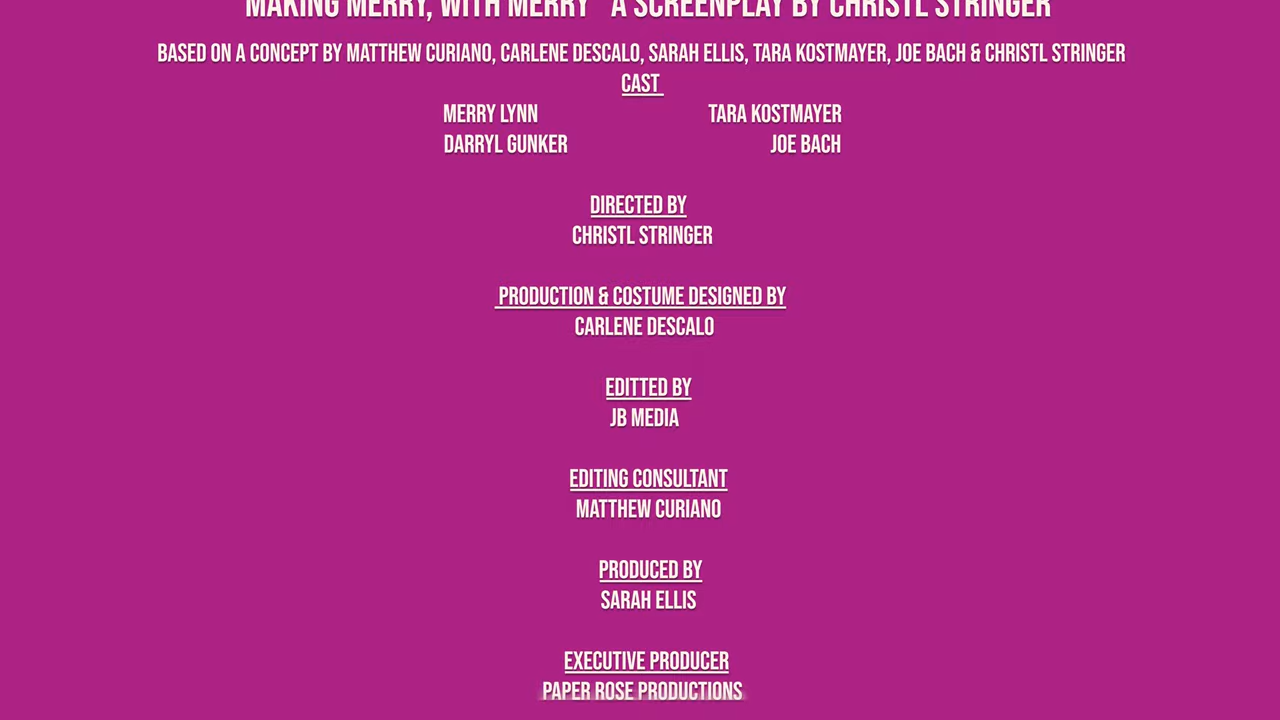 MAKING MERRY, WITH MERRY" A SCREENPLAY BY CHRISTL STRINGER
BASED ON A CONCEPT BY MATTHEW CURIANO, CARLENE DESCALO, SARAH ELLIS, TARA KOSTMAYER, JOE BACH & CHRISTL STRINGER
CAST
MERRY LYNN TARA KOSTMAYER
DARRYL GUNKER JOE BACH
DIRECTED BY
CHRISTL STRINGER
PRODUCTION & COSTUME DESIGNED BY
CARLENE DESCALO
EDITTED BY
JB MEDIA
EDITING CONSULTANT
MATTHEW CURIANO
PRODUCED BY
SARAH ELLIS
EXECUTIVE PRODUCER
PAPER ROSE PRODUCTIONS